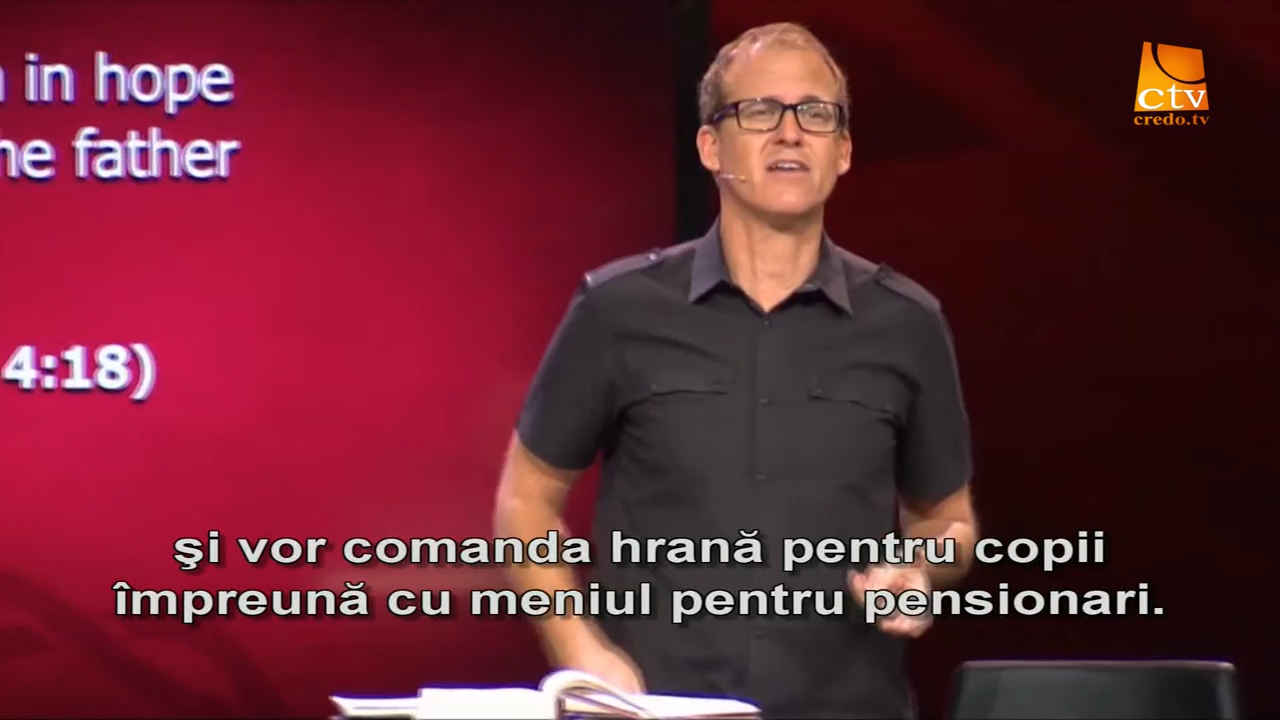 in hope
father
4:18)
ctv
credo.tv
şi vor comanda hrană pentru copii
împreună cu meniul pentru pensionari.